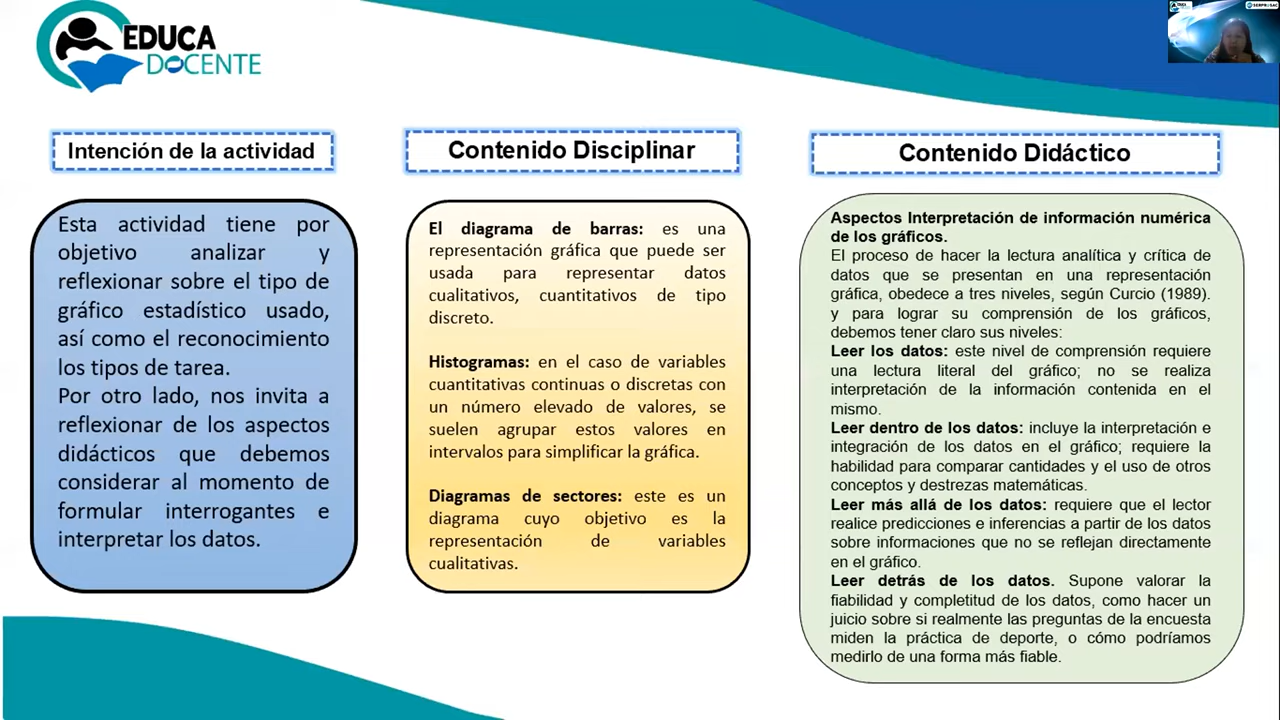 EDUCA
DOCENTE
Intención de la actividad
Esta actividad tiene por
objetivo analizar y
reflexionar sobre el tipo de
gráfico estadístico usado,
así como el reconocimiento
los tipos de tarea.
Por otro lado, nos invita a
reflexionar de los aspectos
didácticos que debemos
considerar al momento de
formular interrogantes e
interpretar los datos.
Contenido Disciplinar
El diagrama de barras: es una
representación gráfica que puede ser
usada para representar datos
cualitativos, cuantitativos de tipo
discreto.
Histogramas: en el caso de variables
cuantitativas continuas o discretas con
un número elevado de valores, se
suelen agrupar estos valores en
intervalos para simplificar la gráfica.
Diagramas de sectores: este es un
diagrama cuyo objetivo es la
representación de variables
cualitativas.
Contenido Didáctico
Aspectos Interpretación de información numérica
de los gráficos.
El proceso de hacer la lectura analítica y crítica de
datos que se presentan en una representación
gráfica, obedece a tres niveles, según Curcio (1989).
y para lograr su comprensión de los gráficos,
debemos tener claro sus niveles:
Leer los datos: este nivel de comprensión requiere
una lectura literal del gráfico; no se realiza
interpretación de la información contenida en el
mismo.
Leer dentro de los datos: incluye la interpretación e
integración de los datos en el gráfico; requiere la
habilidad para comparar cantidades y el uso de otros
conceptos y destrezas matemáticas.
Leer más allá de los datos: requiere que el lector
realice predicciones e inferencias a partir de los datos
sobre informaciones que no se reflejan directamente
en el gráfico.
Leer detrás de los datos. Supone valorar la
fiabilidad y completitud de los datos, como hacer un
juicio sobre si realmente las preguntas de la encuesta
miden la práctica de deporte, o cómo podríamos
medirlo de una forma más fiable.